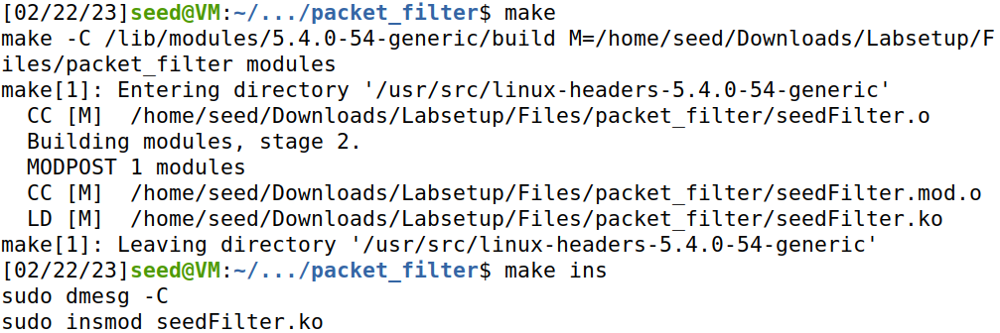 [02/22/23]seed@VM:~/.../packet_filter$ make
make -C /lib/modules/5.4.0-54-generic/build M=/home/seed/Downloads/Labsetup/F
iles/packet_filter modules
make[1]: Entering directory '/usr/src/linux-headers-5.4.0-54-generic'
  CC [M]  /home/seed/Downloads/Labsetup/Files/packet_filter/seedFilter.o
  Building modules, stage 2.
  MODPOST 1 modules
  CC [M]  /home/seed/Downloads/Labsetup/Files/packet_filter/seedFilter.mod.o
  LD [M]  /home/seed/Downloads/Labsetup/Files/packet_filter/seedFilter.ko
make[1]: Leaving directory '/usr/src/linux-headers-5.4.0-54-generic'
[02/22/23]seed@VM:~/.../packet_filter$ make ins
sudo dmesg -C
sudo insmod seedFilter.ko